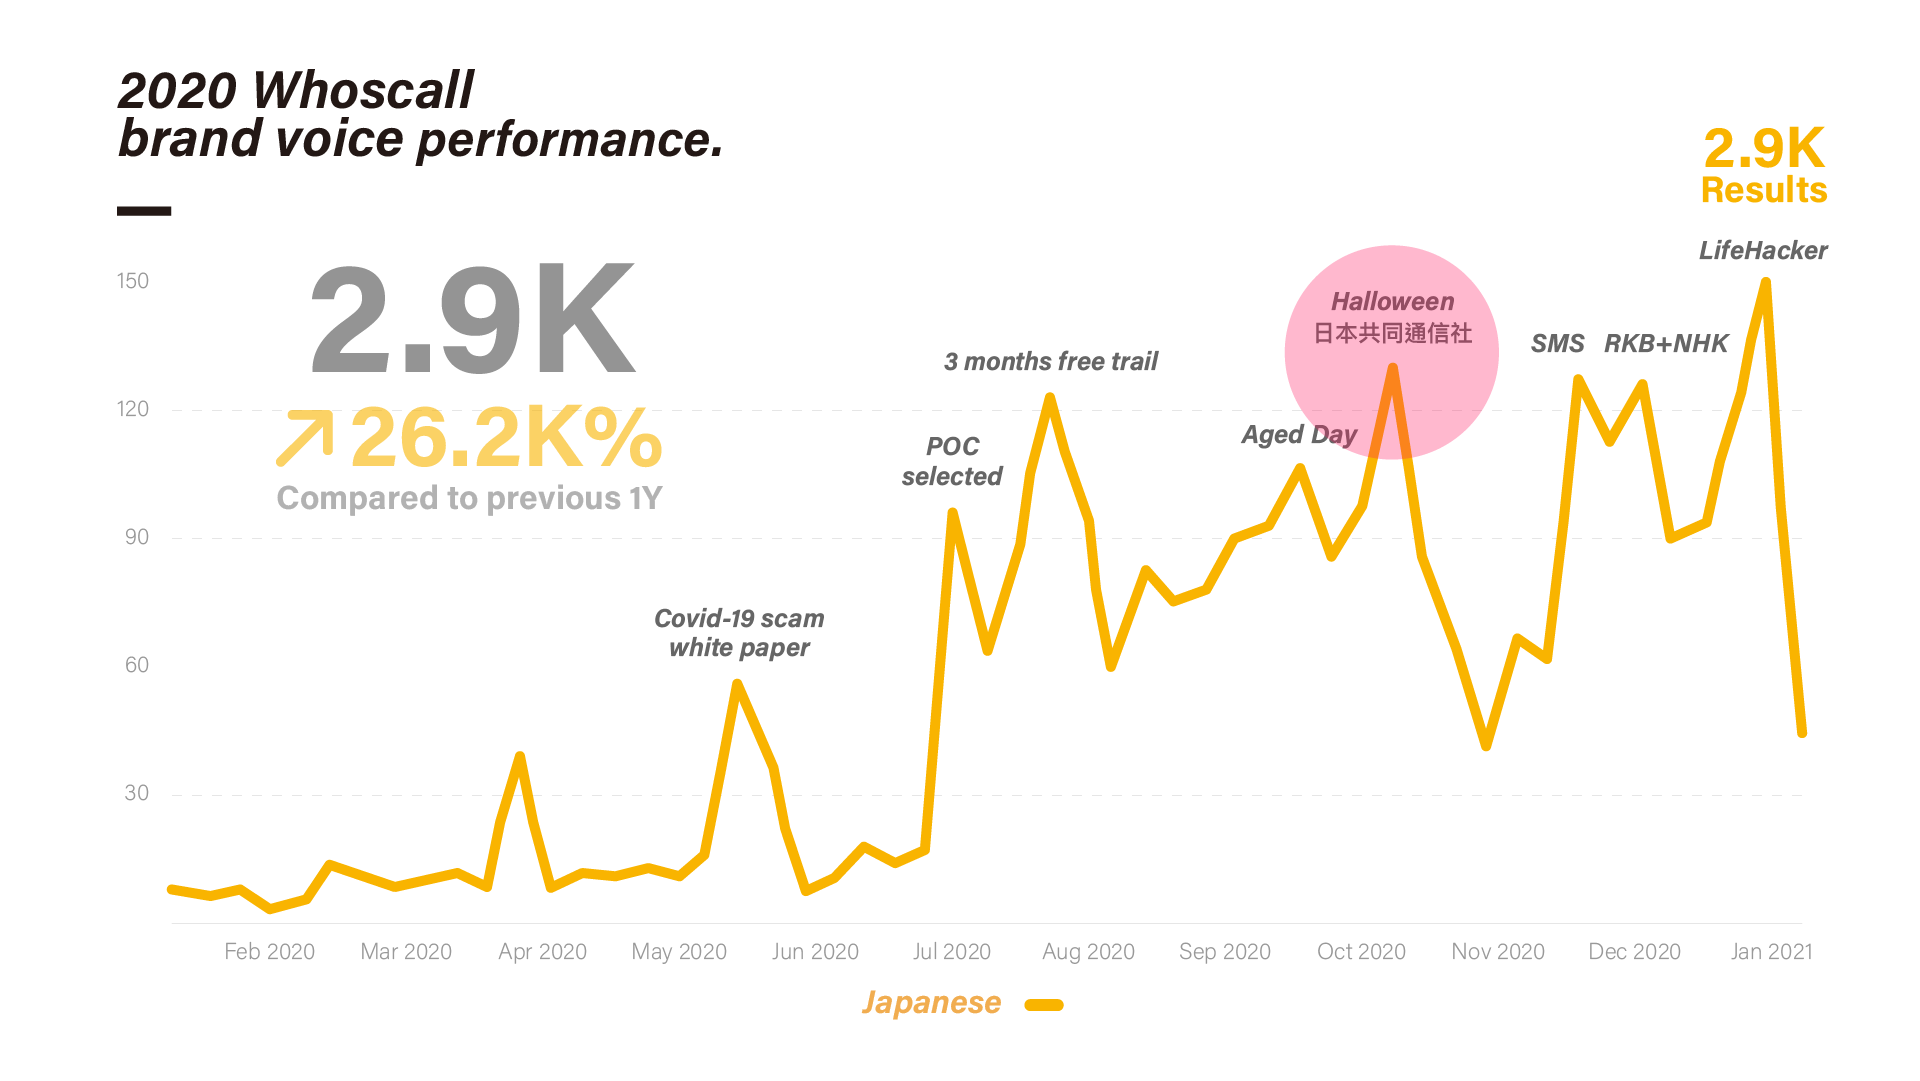 2020 Whoscall
brand voice performance.
2.9K
Results
2.9K
26.2K%
Compared to previous 1Y
150
120
90
60
30
Covid-19 scam
white paper
POC
selected
3 months free trail
Aged Day
Halloween
日本共同通信社
SMS
RKB+NHK
LifeHacker
Feb 2020
Mar 2020
Apr 2020
May 2020
Jun 2020
Jul 2020
Aug 2020
Sep 2020
Oct 2020
Nov 2020
Dec 2020
Jan 2021
Japanese